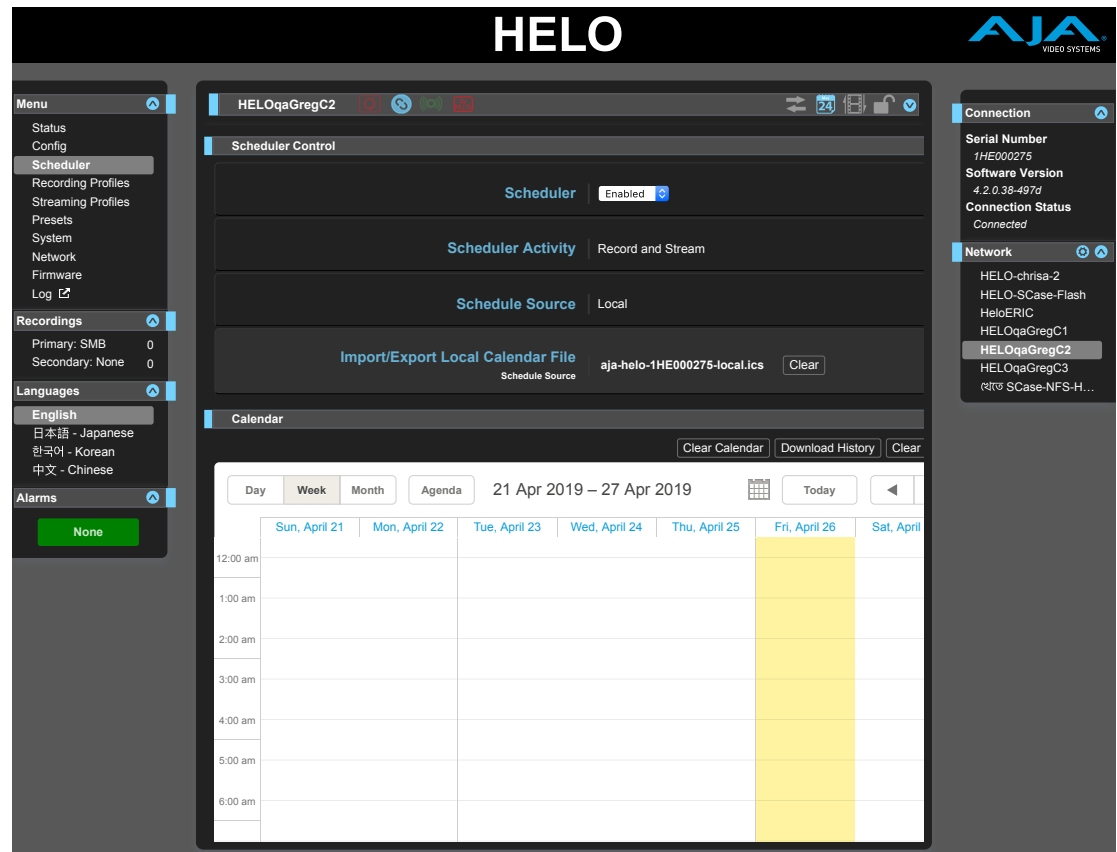 HELO
AJA
VIDEO SYSTEMS
Menu
Status
Config
Scheduler
Recording Profiles
Streaming Profiles
Presets
System
Network
Firmware
Log
Recordings
Primary: SMB 0
Secondary: None 0
Languages
English
日本語 - Japanese
한국어 - Korean
中文 - Chinese
Alarms
None
HELOqaGregC2
24
Scheduler Control
Scheduler Enabled
Scheduler Activity Record and Stream
Schedule Source Local
Import/Export Local Calendar File aja-helo-1HE000275-local.ics Clear
Schedule Source
Calendar
Clear Calendar Download History Clear
Day Week Month Agenda 21 Apr 2019 – 27 Apr 2019 Today
Sun, April 21 Mon, April 22 Tue, April 23 Wed, April 24 Thu, April 25 Fri, April 26 Sat, April
12:00 am
1:00 am
2:00 am
3:00 am
4:00 am
5:00 am
6:00 am
Connection
Serial Number
1HE000275
Software Version
4.2.0.38-497d
Connection Status
Connected
Network
HELO-chrisa-2
HELO-SCase-Flash
HeloERIC
HELOqaGregC1
HELOqaGregC2
HELOqaGregC3
খেতে SCase-NFS-H…